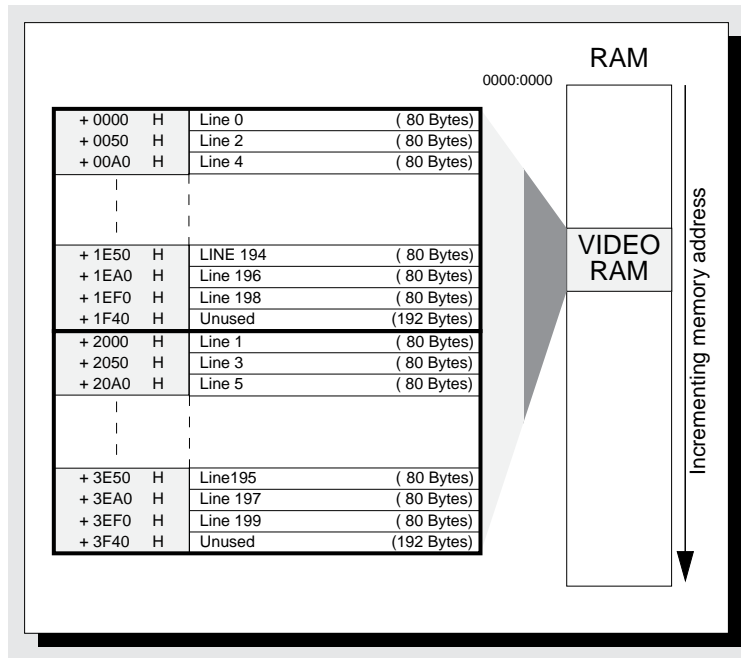 RAM
0000:0000
+ 0000 H Line 0 ( 80 Bytes)
+ 0050 H Line 2 ( 80 Bytes)
+ 00A0 H Line 4 ( 80 Bytes)
+ 1E50 H LINE 194 ( 80 Bytes)
+ 1EA0 H Line 196 ( 80 Bytes)
+ 1EF0 H Line 198 ( 80 Bytes)
+ 1F40 H Unused (192 Bytes)
+ 2000 H Line 1 ( 80 Bytes)
+ 2050 H Line 3 ( 80 Bytes)
+ 20A0 H Line 5 ( 80 Bytes)
+ 3E50 H Line195 ( 80 Bytes)
+ 3EA0 H Line 197 ( 80 Bytes)
+ 3EF0 H Line 199 ( 80 Bytes)
+ 3F40 H Unused (192 Bytes)
VIDEO
RAM
Incrementing memory address